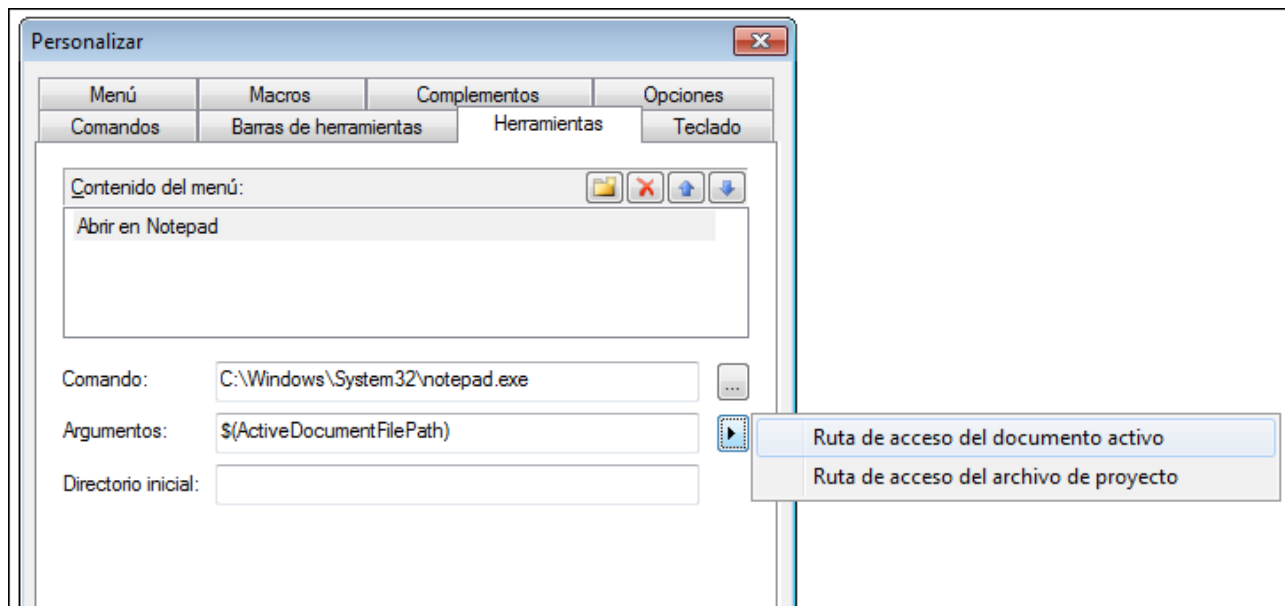 Personalizar
Menú Macros Complementos Opciones
Comandos Barras de herramientas Herramientas Teclado
Contenido del menú:
Abrir en Notepad
Comando: C:\Windows\System32\notepad.exe ...
Argumentos: $(ActiveDocumentFilePath)
Ruta de acceso del documento activo
Ruta de acceso del archivo de proyecto
Directorio inicial: